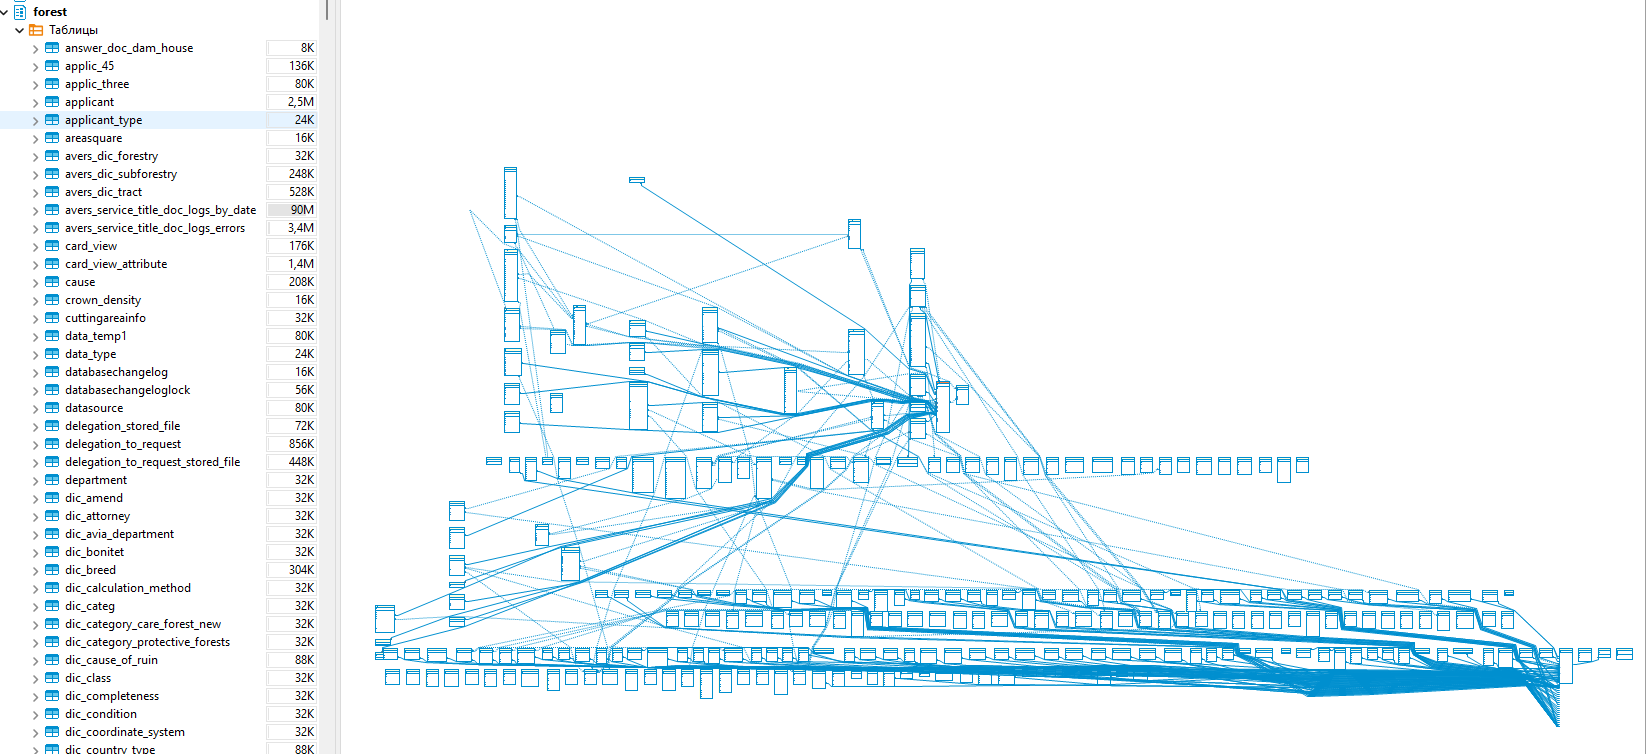 forest
Таблицы
answer_doc_dam_house 8K
applic_45 136K
applic_three 80K
applicant 2,5M
applicant_type 24K
areasquare 16K
avers_dic_forestry 32K
avers_dic_subforestry 248K
avers_dic_tract 528K
avers_service_title_doc_logs_by_date 90M
avers_service_title_doc_logs_errors 3,4M
card_view 176K
card_view_attribute 1,4M
cause 208K
crown_density 16K
cuttingareainfo 32K
data_temp1 80K
data_type 24K
databasechangelog 16K
databasechangeloglock 56K
datasource 80K
delegation_stored_file 72K
delegation_to_request 856K
delegation_to_request_stored_file 448K
department 32K
dic_amend 32K
dic_attorney 32K
dic_avia_department 32K
dic_bonitet 32K
dic_breed 304K
dic_calculation_method 32K
dic_categ 32K
dic_category_care_forest_new 32K
dic_category_protective_forests 32K
dic_cause_of_ruin 88K
dic_class 32K
dic_completeness 32K
dic_condition 32K
dic_coordinate_system 32K
dic_country_type 88K